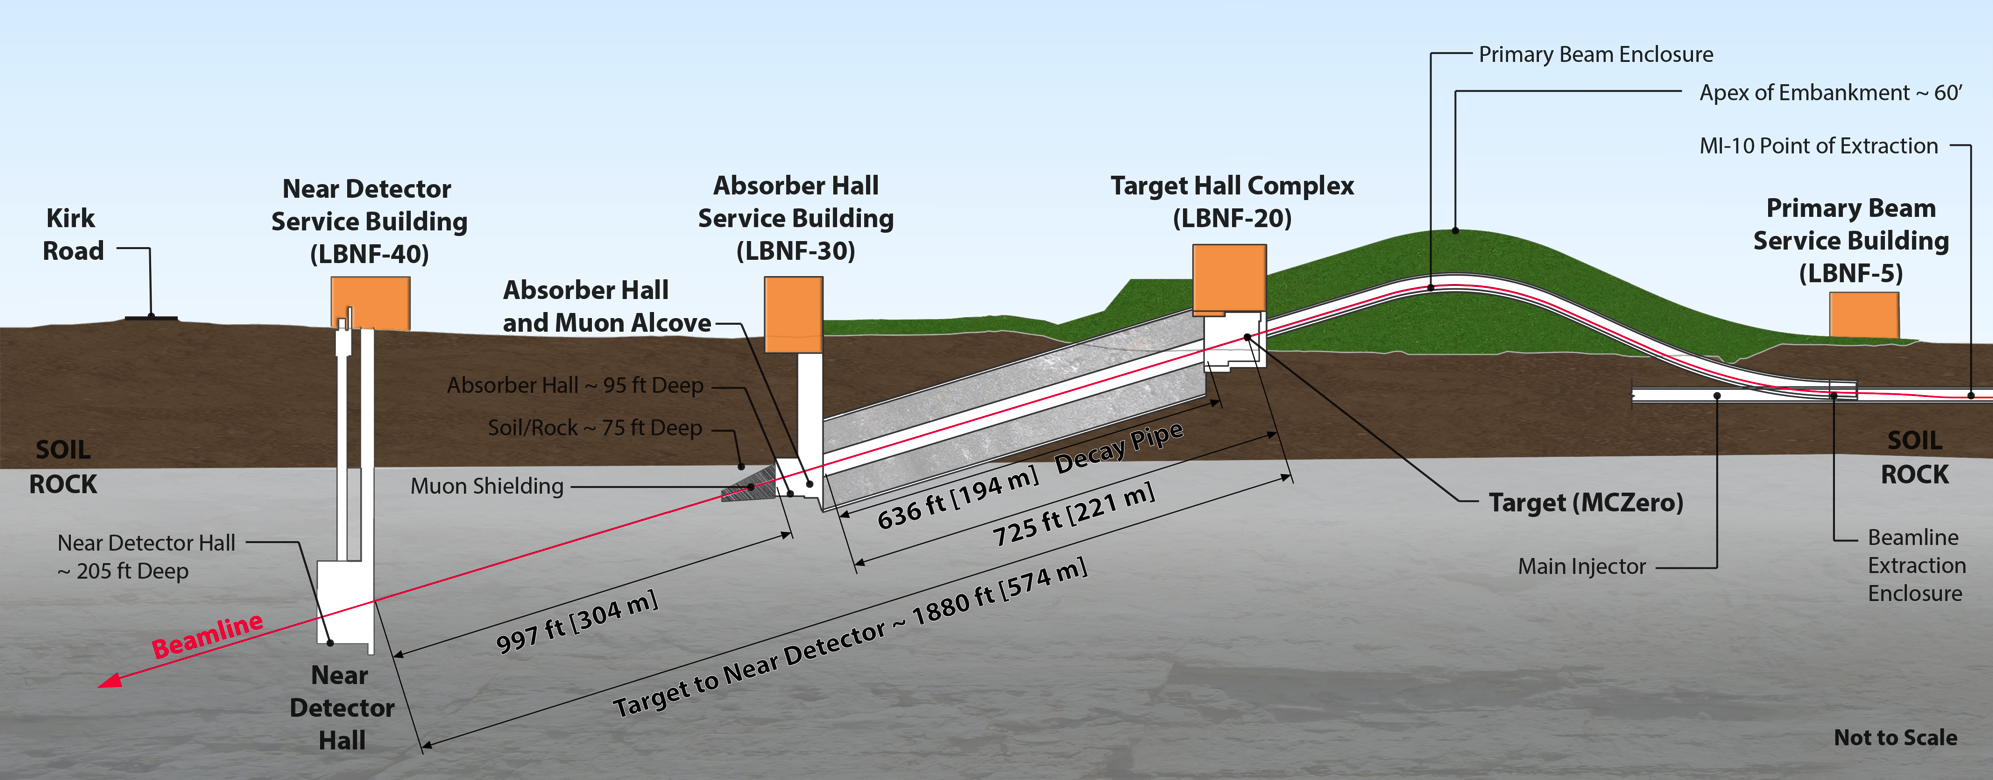 Primary Beam Enclosure
Apex of Embankment ~ 60’
MI-10 Point of Extraction
Kirk
Road
Near Detector
Service Building
(LBNF-40)
Absorber Hall
Service Building
(LBNF-30)
Target Hall Complex
(LBNF-20)
Primary Beam
Service Building
(LBNF-5)
Absorber Hall
and Muon Alcove
Absorber Hall ~ 95 ft Deep
Soil/Rock ~ 75 ft Deep
Muon Shielding
SOIL
ROCK
SOIL
ROCK
Near Detector Hall
~ 205 ft Deep
636 ft [194 m] Decay Pipe
725 ft [221 m]
997 ft [304 m]
Target to Near Detector ~ 1880 ft [574 m]
Target (MCZero)
Main Injector
Beamline
Extraction
Enclosure
Beamline
Near
Detector
Hall
Not to Scale